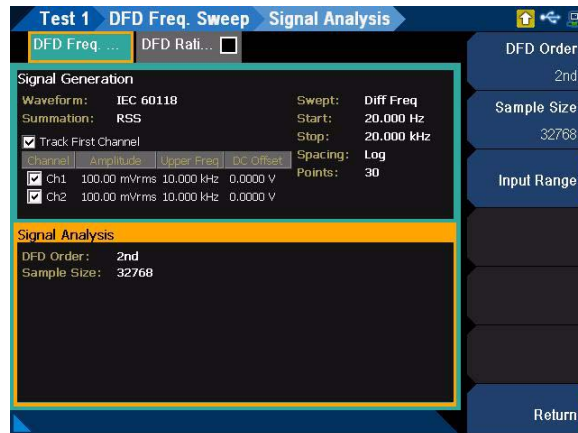 Test 1 DFD Freq. Sweep Signal Analysis
DFD Freq. ... DFD Rati...
DFD Order
2nd
Sample Size
32768
Input Range
Return
Signal Generation
Waveform: IEC 60118
Summation: RSS
Track First Channel
Swept: Diff Freq
Start: 20.000 Hz
Stop: 20.000 kHz
Spacing: Log
Points: 30
Channel Amplitude Upper Freq DC Offset
Ch1 100.00 mVrms 10.000 kHz 0.0000 V
Ch2 100.00 mVrms 10.000 kHz 0.0000 V
Signal Analysis
DFD Order: 2nd
Sample Size: 32768